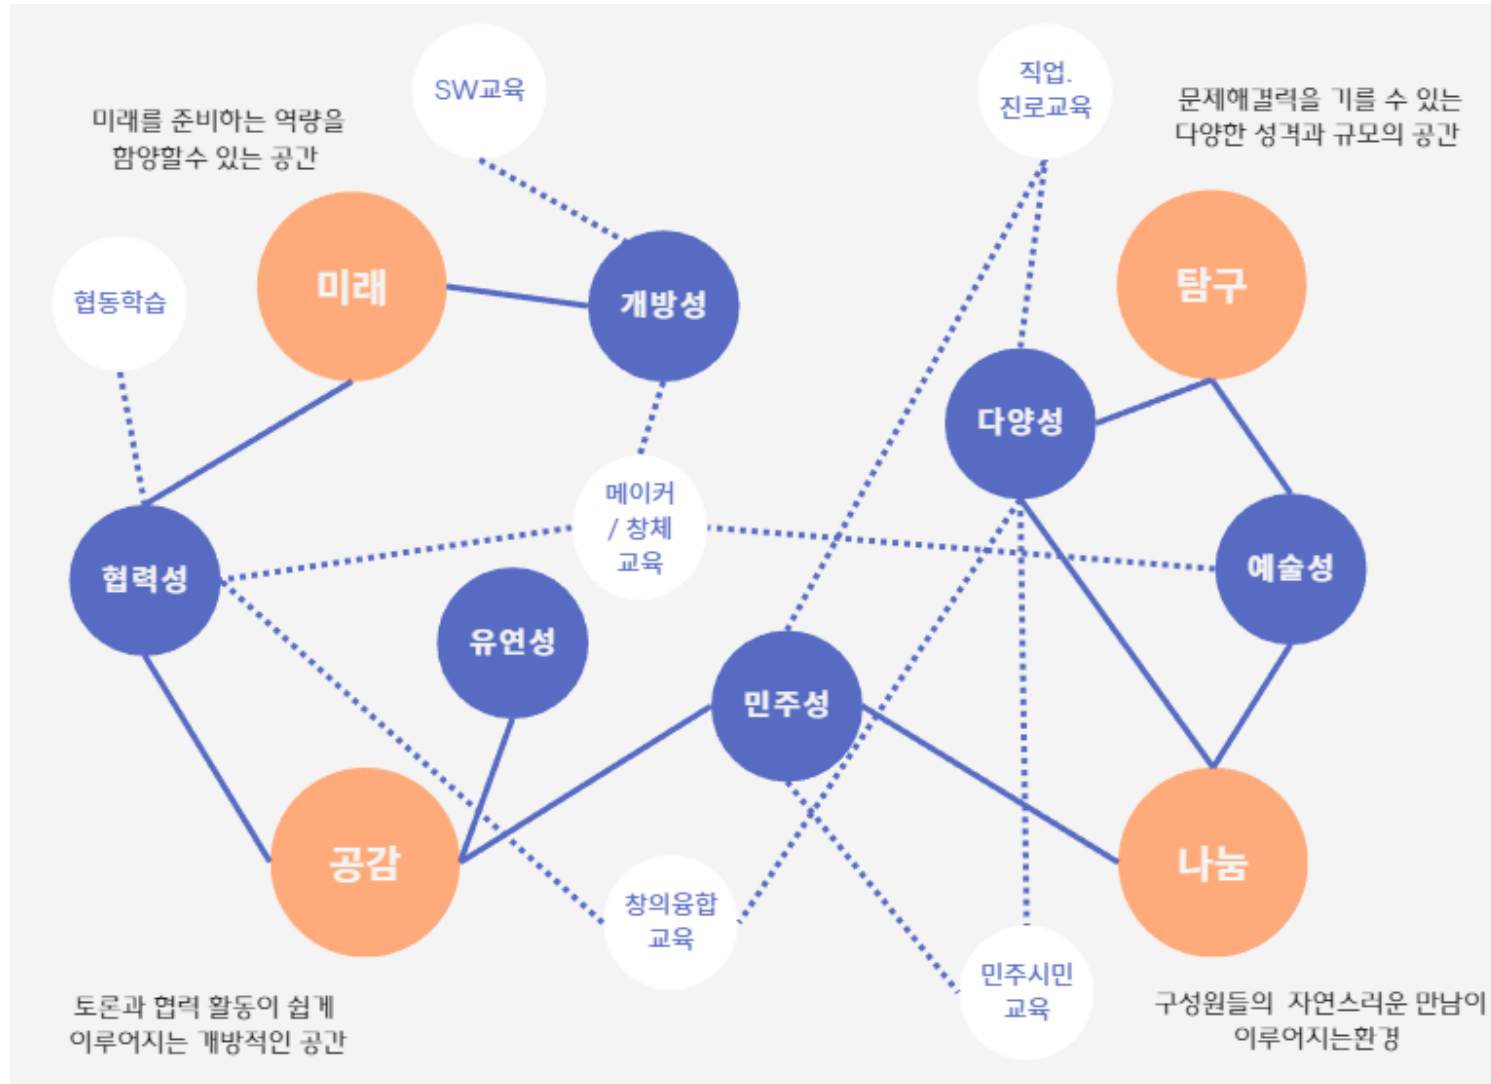 SW교육
직업.
진로교육
미래를 준비하는 역량을
함양할수 있는 공간
문제해결력을 기를 수 있는
다양한 성격과 규모의 공간
미래
개방성
탐구
협동학습
다양성
메이커
/ 창체
교육
협력성
예술성
유연성
민주성
공감
나눔
창의융합
교육
민주시민
교육
토론과 협력 활동이 쉽게
이루어지는 개방적인 공간
구성원들의 자연스러운 만남이
이루어지는환경